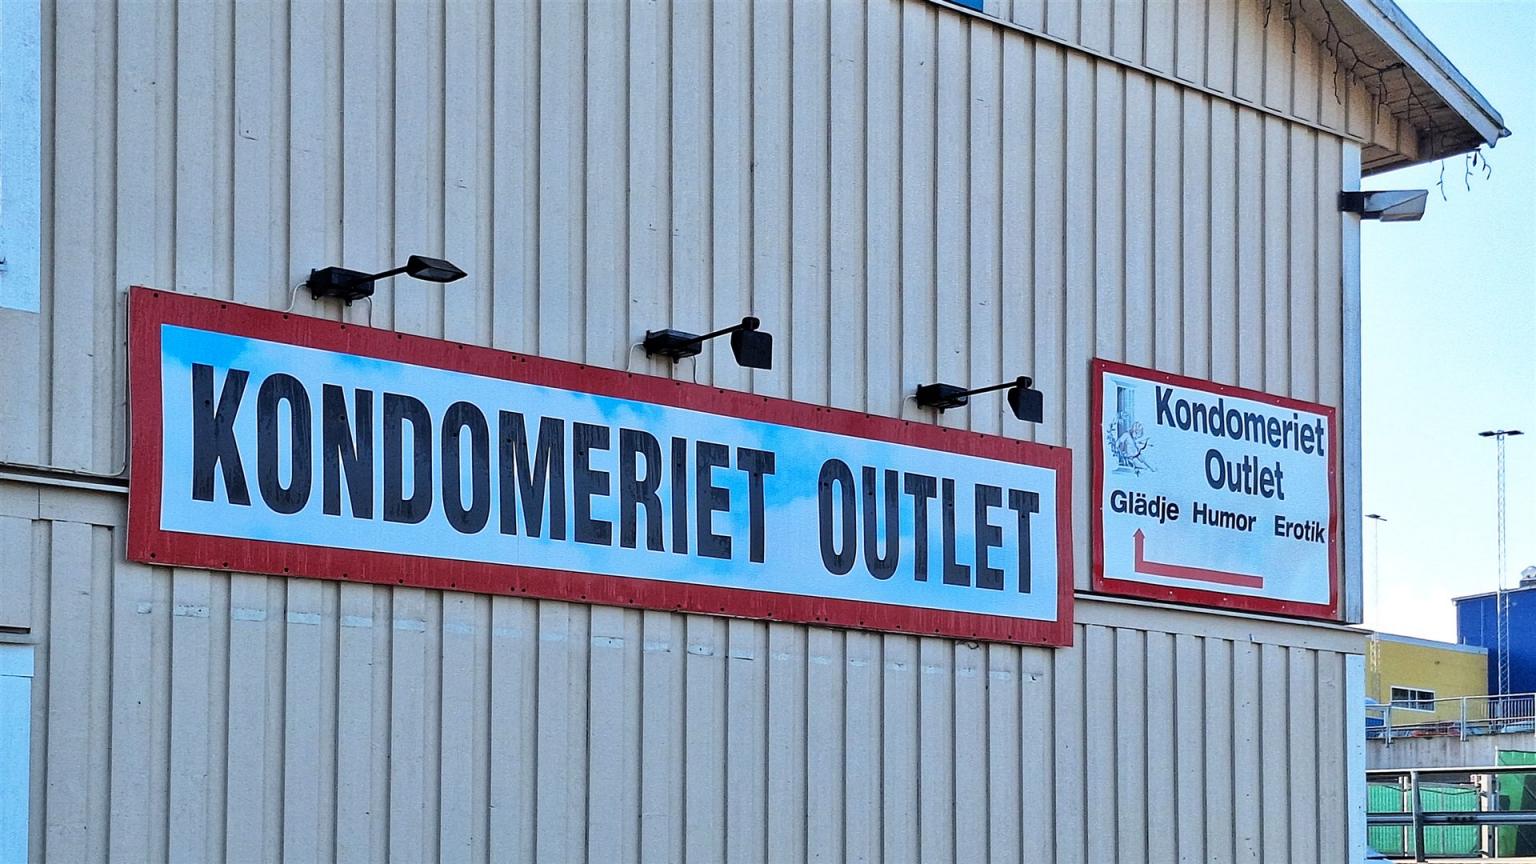 KONDOMERIET OUTLET
Kondomeriet
Outlet
Glädje Humor Erotik